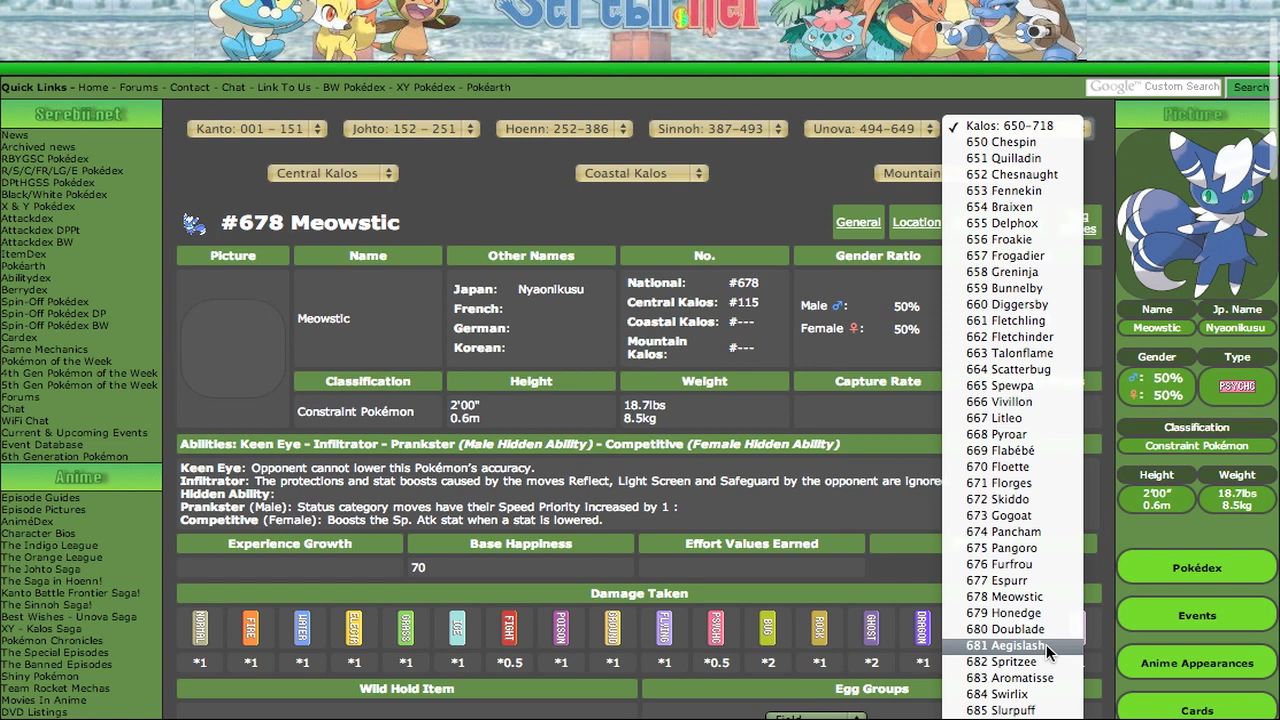 Serebii.net
Quick Links - Home - Forums - Contact - Chat - Link To Us - BW Pokédex - XY Pokédex - Pokéarth
Google™ Custom Search
Search
Serebii.net
News
Archived news
RBYGSC Pokédex
R/S/C/FR/LG/E Pokédex
DPtHGSS Pokédex
Black/White Pokédex
X & Y Pokédex
Attackdex
Attackdex DPPt
Attackdex BW
ItemDex
Pokéarth
Abilitydex
Berrydex
Spin-Off Pokédex
Spin-Off Pokédex DP
Spin-Off Pokédex BW
Cardex
Game Mechanics
Pokémon of the Week
4th Gen Pokémon of the Week
5th Gen Pokémon of the Week
Forums
Chat
WiFi Chat
Current & Upcoming Events
Event Database
6th Generation Pokémon
Anime
Episode Guides
Episode Pictures
AniméDex
Character Bios
The Indigo League
The Orange League
The Johto Saga
The Saga in Hoenn!
Kanto Battle Frontier Saga!
The Sinnoh Saga!
Best Wishes - Unova Saga
XY - Kalos Saga
Pokémon Chronicles
The Special Episodes
The Banned Episodes
Shiny Pokémon
Team Rocket Mechas
Movies In Anime
DVD Listings
Kanto: 001 - 151
Johto: 152 - 251
Hoenn: 252-386
Sinnoh: 387-493
Unova: 494-649
Central Kalos
Coastal Kalos
Mountain
#678 Meowstic
General
Location
Picture
Name
Other Names
No.
Gender Ratio
Meowstic
Japan: Nyaonikusu
French:
German:
Korean:
National: #678
Central Kalos: #115
Coastal Kalos: #---
Mountain Kalos: #---
Male ♂: 50%
Female ♀: 50%
Classification
Height
Weight
Capture Rate
Constraint Pokémon
2'00"
0.6m
18.7lbs
8.5kg
Abilities: Keen Eye - Infiltrator - Prankster (Male Hidden Ability) - Competitive (Female Hidden Ability)
Keen Eye: Opponent cannot lower this Pokémon's accuracy.
Infiltrator: The protections and stat boosts caused by the moves Reflect, Light Screen and Safeguard by the opponent are ignore
Hidden Ability:
Prankster (Male): Status category moves have their Speed Priority increased by 1 :
Competitive (Female): Boosts the Sp. Atk stat when a stat is lowered.
Experience Growth
Base Happiness
Effort Values Earned
70
Damage Taken
NORMAL FIRE WATER ELECTR GRASS ICE FIGHT POISON GROUND FLYING PSYCHC BUG ROCK GHOST DRAGON
*1 *1 *1 *1 *1 *1 *0.5 *1 *1 *1 *0.5 *2 *1 *2 *1
Wild Hold Item
Egg Groups
Field
✓ Kalos: 650-718
650 Chespin
651 Quilladin
652 Chesnaught
653 Fennekin
654 Braixen
655 Delphox
656 Froakie
657 Frogadier
658 Greninja
659 Bunnelby
660 Diggersby
661 Fletchling
662 Fletchinder
663 Talonflame
664 Scatterbug
665 Spewpa
666 Vivillon
667 Litleo
668 Pyroar
669 Flabébé
670 Floette
671 Florges
672 Skiddo
673 Gogoat
674 Pancham
675 Pangoro
676 Furfrou
677 Espurr
678 Meowstic
679 Honedge
680 Doublade
681 Aegislash
682 Spritzee
683 Aromatisse
684 Swirlix
685 Slurpuff
Picture
Name
Jp. Name
Meowstic
Nyaonikusu
Gender
Type
♂: 50%
♀: 50%
PSYCHC
Classification
Constraint Pokémon
Height
Weight
2'00"
0.6m
18.7lbs
8.5kg
Pokédex
Events
Anime Appearances
Cards